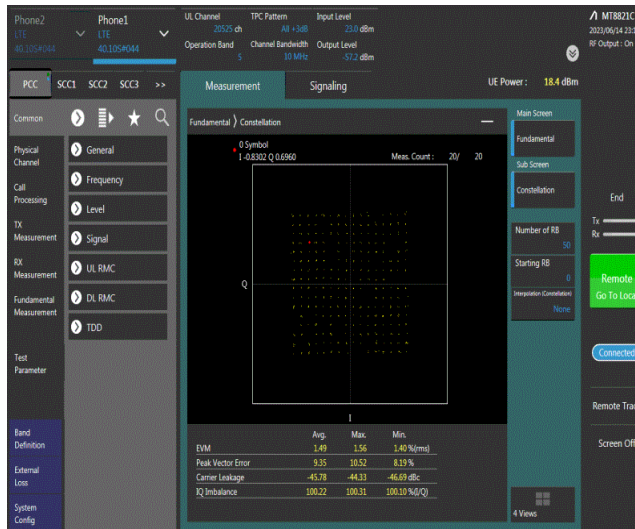 Phone2
LTE
40.10S#044
Phone1
LTE
40.10S#044
UL Channel
20525 ch
TPC Pattern
All +3dB
Input Level
23.0 dBm
Operation Band
5
Channel Bandwidth
10 MHz
Output Level
-57.2 dBm
MT8821C
2023/06/14 23:1
RF Output : On
PCC
SCC1
SCC2
SCC3
>>
Measurement
Signaling
UE Power : 18.4 dBm
Common
Physical
Channel
Call
Processing
TX
Measurement
RX
Measurement
Fundamental
Measurement
Test
Parameter
Band
Definition
External
Loss
System
Config
General
Frequency
Level
Signal
UL RMC
DL RMC
TDD
Fundamental 〉 Constellation
0 Symbol
I -0.8302 Q 0.6960
Meas. Count : 20/ 20
Q
I
Avg. Max. Min.
EVM 1.49 1.56 1.40 %(rms)
Peak Vector Error 9.35 10.52 8.19 %
Carrier Leakage -45.78 -44.33 -46.69 dBc
IQ Imbalance 100.22 100.31 100.10 %(I/Q)
Main Screen
Fundamental
Sub Screen
Constellation
Number of RB
50
Starting RB
0
Interpolation (Constellation)
None
4 Views
End
Tx
Rx
Remote
Go To Loca
Connected
Remote Trac
Screen Off